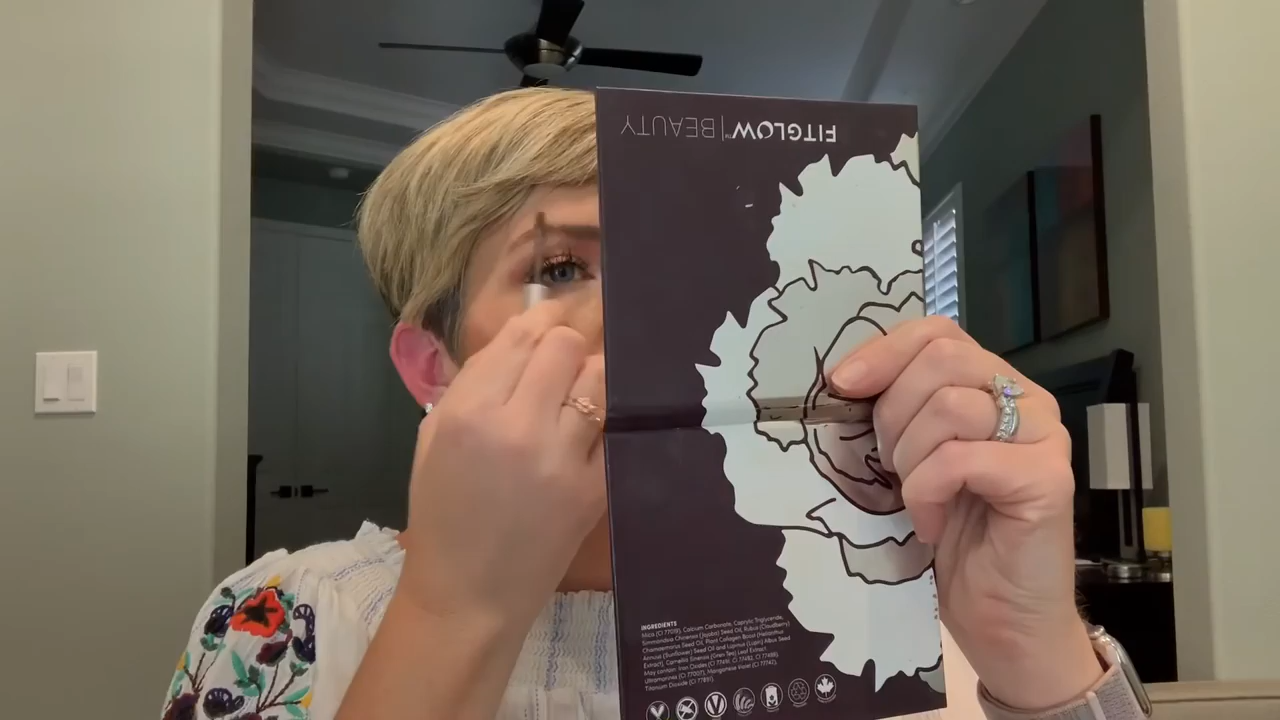 FITGLOW™ | BEAUTY
INGREDIENTS
Mica (CI 77019), Calcium Carbonate, Caprylic Triglyceride,
Simmondsia Chinensis (Jojoba) Seed Oil, Rubus (Cloudberry)
Chamaemorus Seed Oil, Plant Collagen Boost (Helianthus
Annuus (Sunflower) Seed Oil and Lupinus (Lupin) Albus Seed
Extract), Camellia Sinensis (Green Tea) Leaf Extract.
May contain: Iron Oxides (CI 77491, CI 77492, CI 77499),
Ultramarines (CI 77007), Manganese Violet (CI 77742),
Titanium Dioxide (CI 77891).